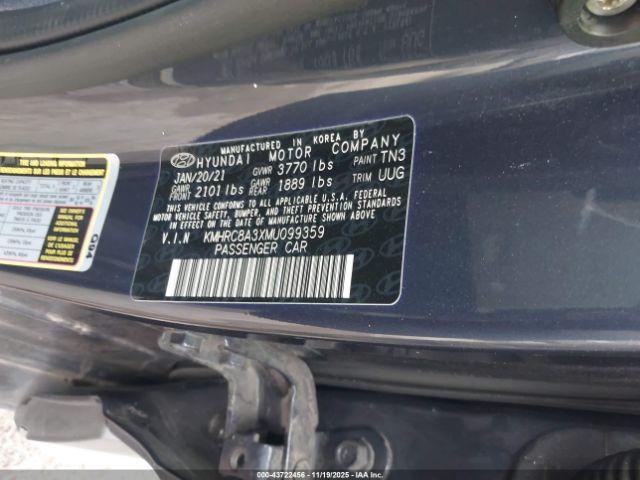 MANUFACTURED IN KOREA BY
HYUNDAI MOTOR COMPANY
JAN/20/21 GVWR 3770 lbs PAINT TN3
GAWR FRONT 2101 lbs GAWR REAR 1889 lbs TRIM UUG
THIS VEHICLE CONFORMS TO ALL APPLICABLE U.S.A. FEDERAL
MOTOR VEHICLE SAFETY, BUMPER, AND THEFT PREVENTION
STANDARDS IN EFFECT ON THE DATE OF MANUFACTURE SHOWN ABOVE.
V.I.N KMHRC8A3XMU099359
PASSENGER CAR
G94
000-43722456 - 11/19/2025 - IAA Inc.